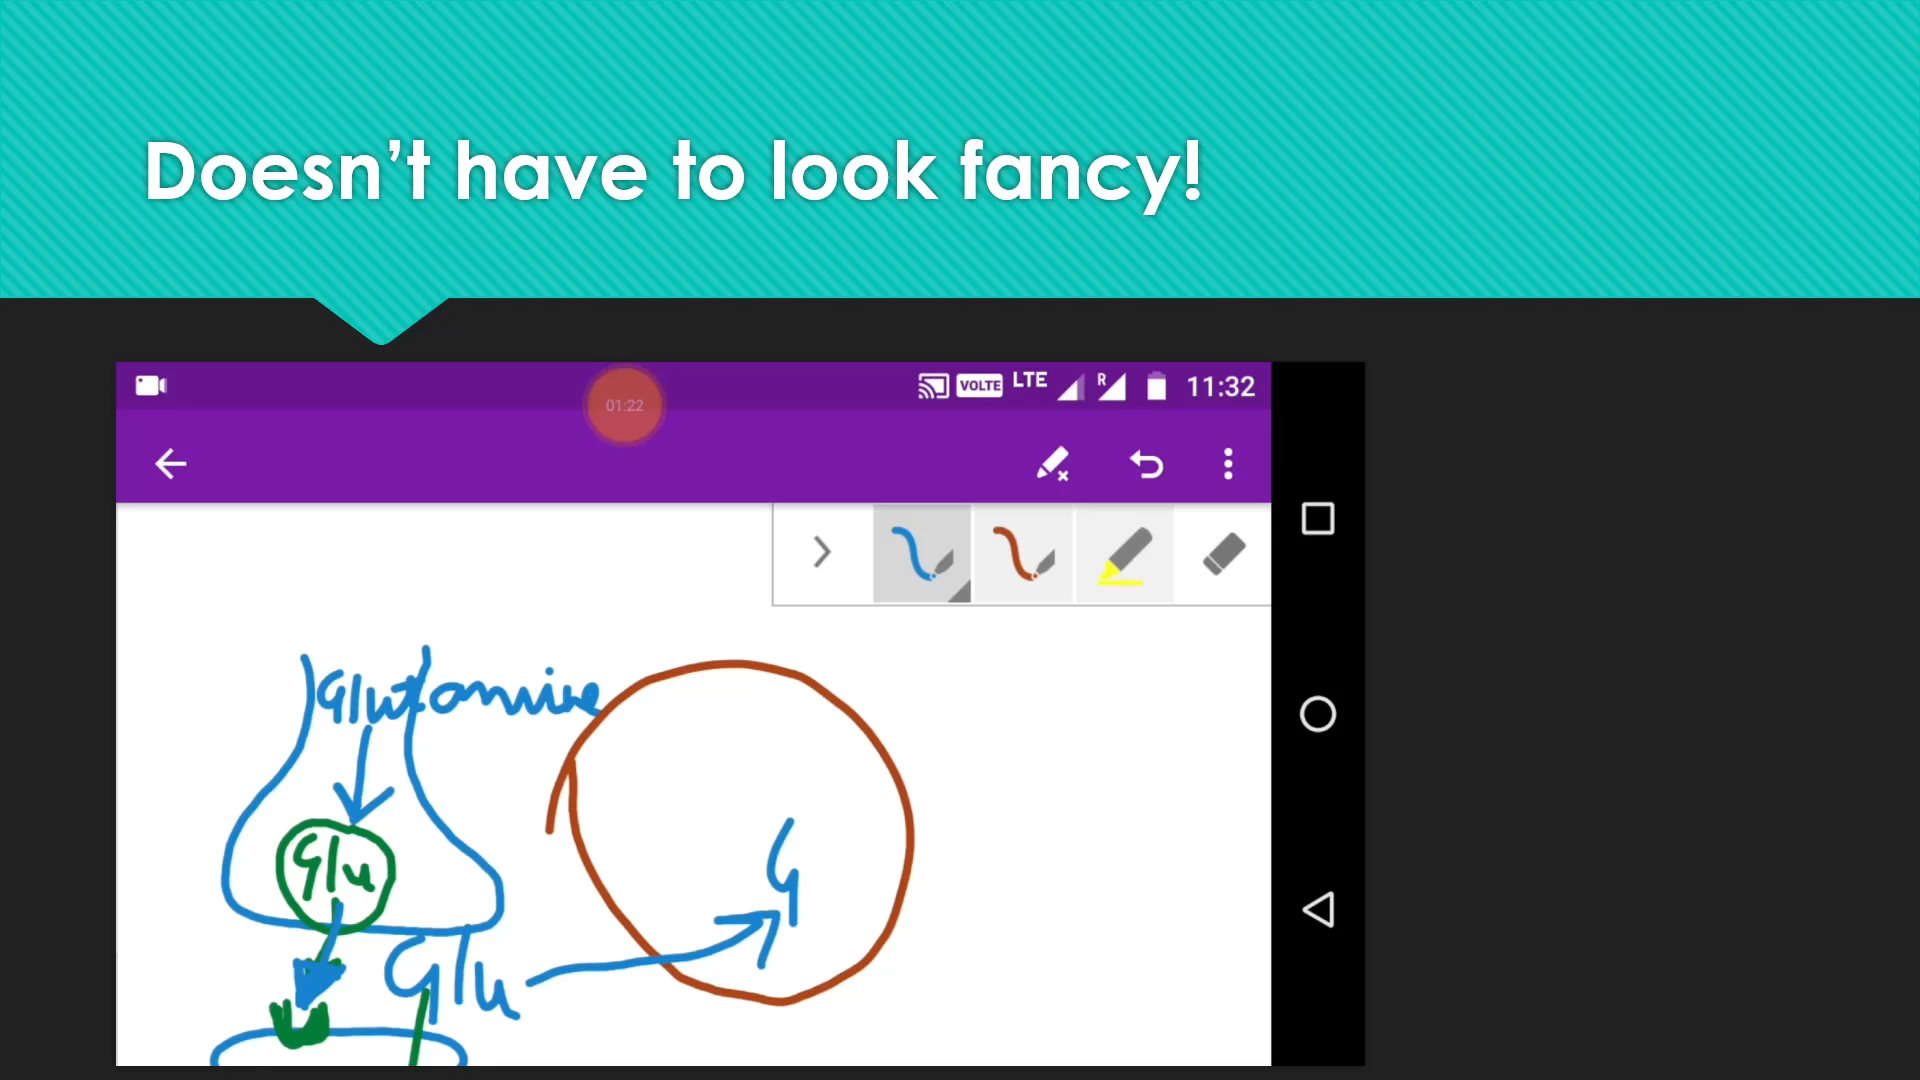 Doesn’t have to look fancy!
01:22
VOLTE LTE R 11:32
Glutamine
Glu
G
Glu